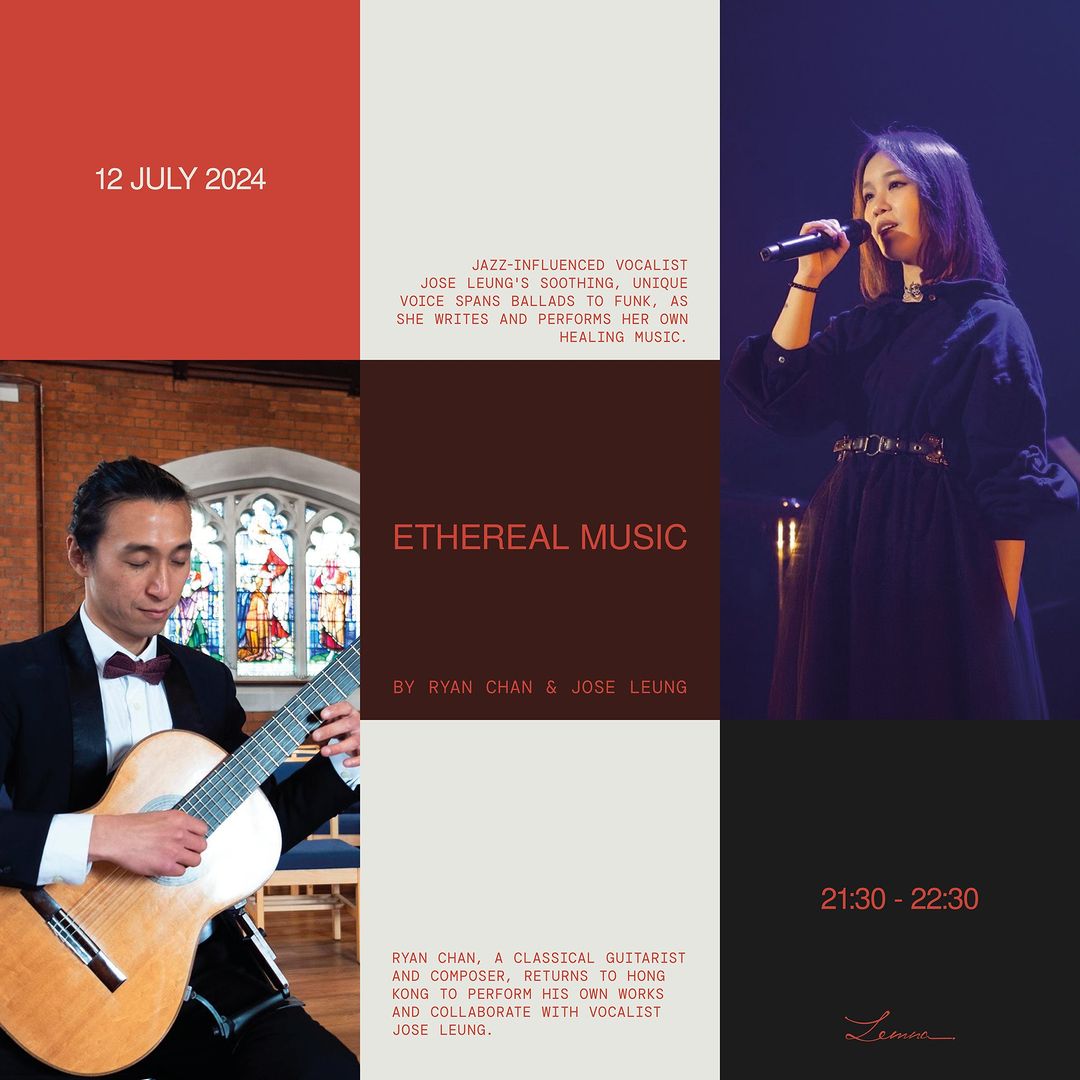 12 JULY 2024
JAZZ-INFLUENCED VOCALIST
JOSE LEUNG'S SOOTHING, UNIQUE
VOICE SPANS BALLADS TO FUNK, AS
SHE WRITES AND PERFORMS HER OWN
HEALING MUSIC.
ETHEREAL MUSIC
BY RYAN CHAN & JOSE LEUNG
RYAN CHAN, A CLASSICAL GUITARIST
AND COMPOSER, RETURNS TO HONG
KONG TO PERFORM HIS OWN WORKS
AND COLLABORATE WITH VOCALIST
JOSE LEUNG.
21:30 - 22:30
Lemna